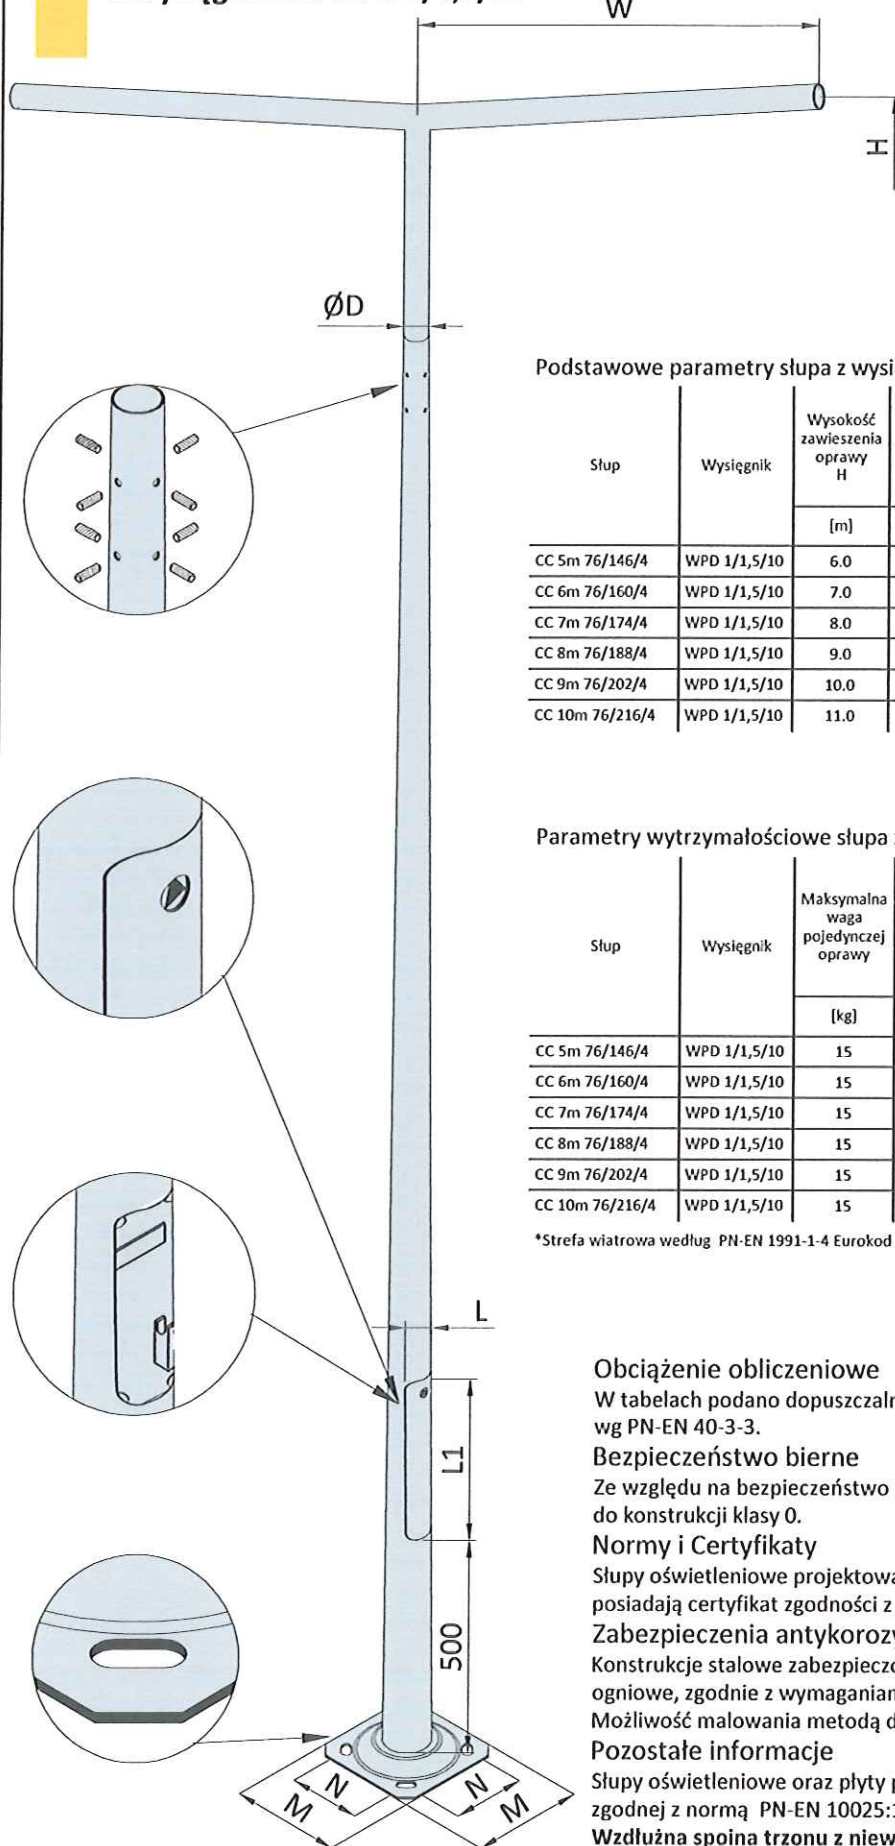 W
H
ØD
Podstawowe parametry słupa z wysi
Słup
Wysięgnik
Wysokość
zawieszenia
oprawy
H
[m]
CC 5m 76/146/4 WPD 1/1,5/10 6.0
CC 6m 76/160/4 WPD 1/1,5/10 7.0
CC 7m 76/174/4 WPD 1/1,5/10 8.0
CC 8m 76/188/4 WPD 1/1,5/10 9.0
CC 9m 76/202/4 WPD 1/1,5/10 10.0
CC 10m 76/216/4 WPD 1/1,5/10 11.0
Parametry wytrzymałościowe słupa
Słup
Wysięgnik
Maksymalna
waga
pojedynczej
oprawy
[kg]
CC 5m 76/146/4 WPD 1/1,5/10 15
CC 6m 76/160/4 WPD 1/1,5/10 15
CC 7m 76/174/4 WPD 1/1,5/10 15
CC 8m 76/188/4 WPD 1/1,5/10 15
CC 9m 76/202/4 WPD 1/1,5/10 15
CC 10m 76/216/4 WPD 1/1,5/10 15
*Strefa wiatrowa według PN-EN 1991-1-4 Eurokod
L
L1
500
N
N
M
M
Obciążenie obliczeniowe
W tabelach podano dopuszczaln
wg PN-EN 40-3-3.
Bezpieczeństwo bierne
Ze względu na bezpieczeństwo
do konstrukcji klasy 0.
Normy i Certyfikaty
Słupy oświetleniowe projektowa
posiadają certyfikat zgodności z
Zabezpieczenia antykorozy
Konstrukcje stalowe zabezpieczo
ogniowe, zgodnie z wymaganiam
Możliwość malowania metodą d
Pozostałe informacje
Słupy oświetleniowe oraz płyty p
zgodnej z normą PN-EN 10025:
Wzdłużna spoina trzonu z niew